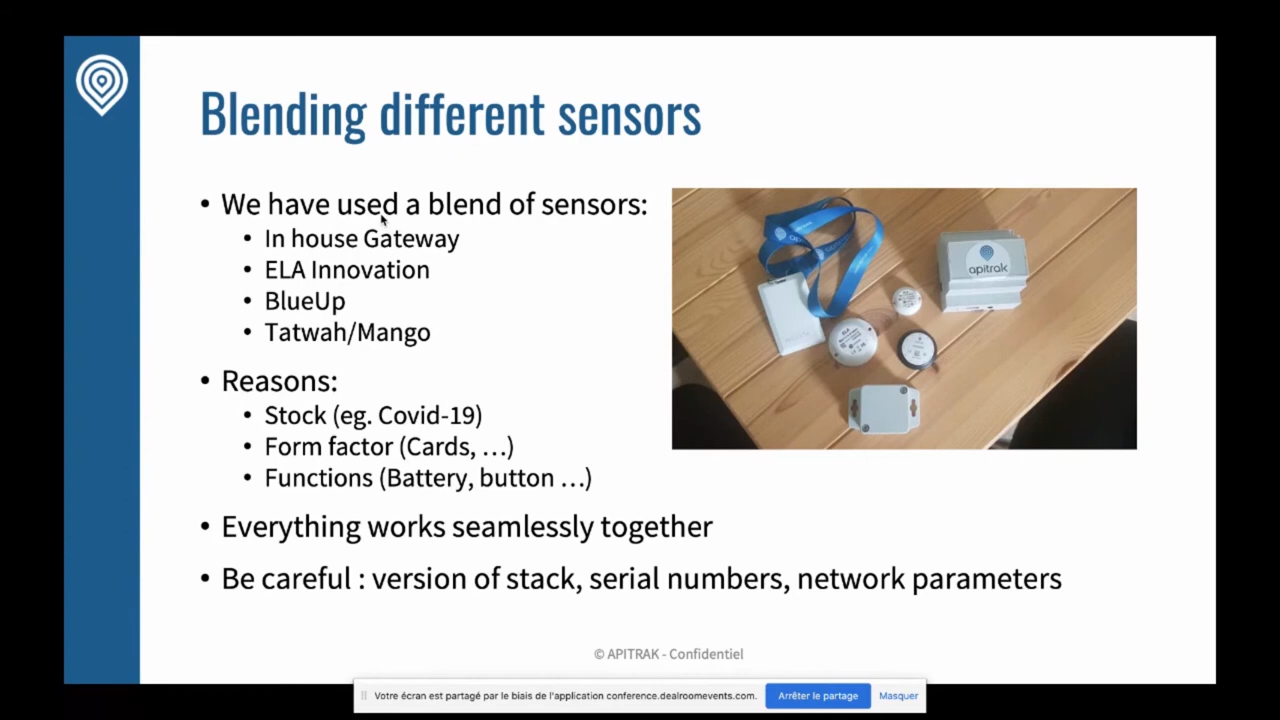 Blending different sensors
• We have used a blend of sensors:
• In house Gateway
• ELA Innovation
• BlueUp
• Tatwah/Mango
• Reasons:
• Stock (eg. Covid-19)
• Form factor (Cards, …)
• Functions (Battery, button …)
• Everything works seamlessly together
• Be careful : version of stack, serial numbers, network parameters
apitrak
ELA
© APITRAK - Confidentiel
Votre écran est partagé par le biais de l'application conference.dealroomevents.com.
Arrêter le partage
Masquer